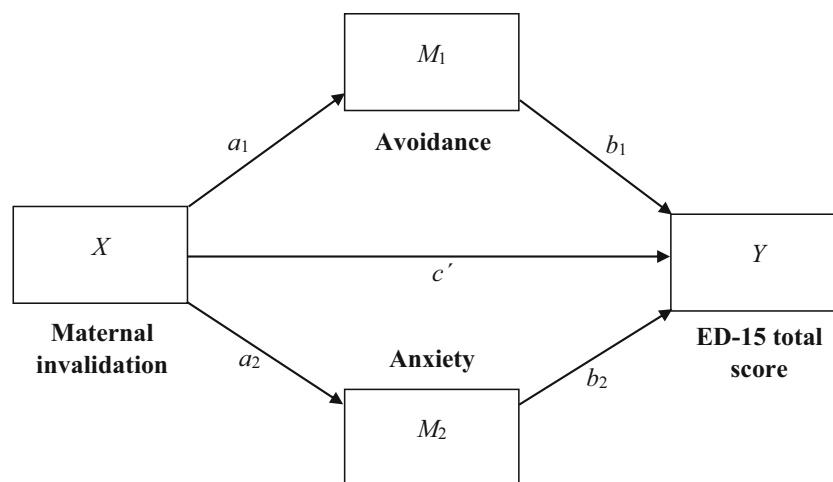 M1
Avoidance
a1
b1
X
Y
c´
Maternal
invalidation
ED-15 total
score
a2
Anxiety
b2
M2